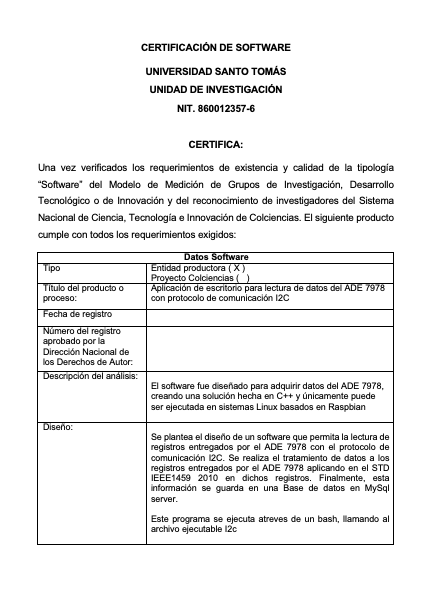 CERTIFICACIÓN DE SOFTWARE
UNIVERSIDAD SANTO TOMÁS
UNIDAD DE INVESTIGACIÓN
NIT. 860012357-6
CERTIFICA:
Una vez verificados los requerimientos de existencia y calidad de la tipología
“Software” del Modelo de Medición de Grupos de Investigación, Desarrollo
Tecnológico o de Innovación y del reconocimiento de investigadores del Sistema
Nacional de Ciencia, Tecnología e Innovación de Colciencias. El siguiente producto
cumple con todos los requerimientos exigidos:
Datos Software
Tipo
Entidad productora ( X )
Proyecto Colciencias ( )
Título del producto o
proceso:
Aplicación de escritorio para lectura de datos del ADE 7978
con protocolo de comunicación I2C
Fecha de registro
Número del registro
aprobado por la
Dirección Nacional de
los Derechos de Autor:
Descripción del análisis:
El software fue diseñado para adquirir datos del ADE 7978,
creando una solución hecha en C++ y únicamente puede
ser ejecutada en sistemas Linux basados en Raspbian
Diseño:
Se plantea el diseño de un software que permita la lectura de
registros entregados por el ADE 7978 con el protocolo de
comunicación I2C. Se realiza el tratamiento de datos a los
registros entregados por el ADE 7978 aplicando en el STD
IEEE1459 2010 en dichos registros. Finalmente, esta
información se guarda en una Base de datos en MySql
server.
Este programa se ejecuta atreves de un bash, llamando al
archivo ejecutable I2c